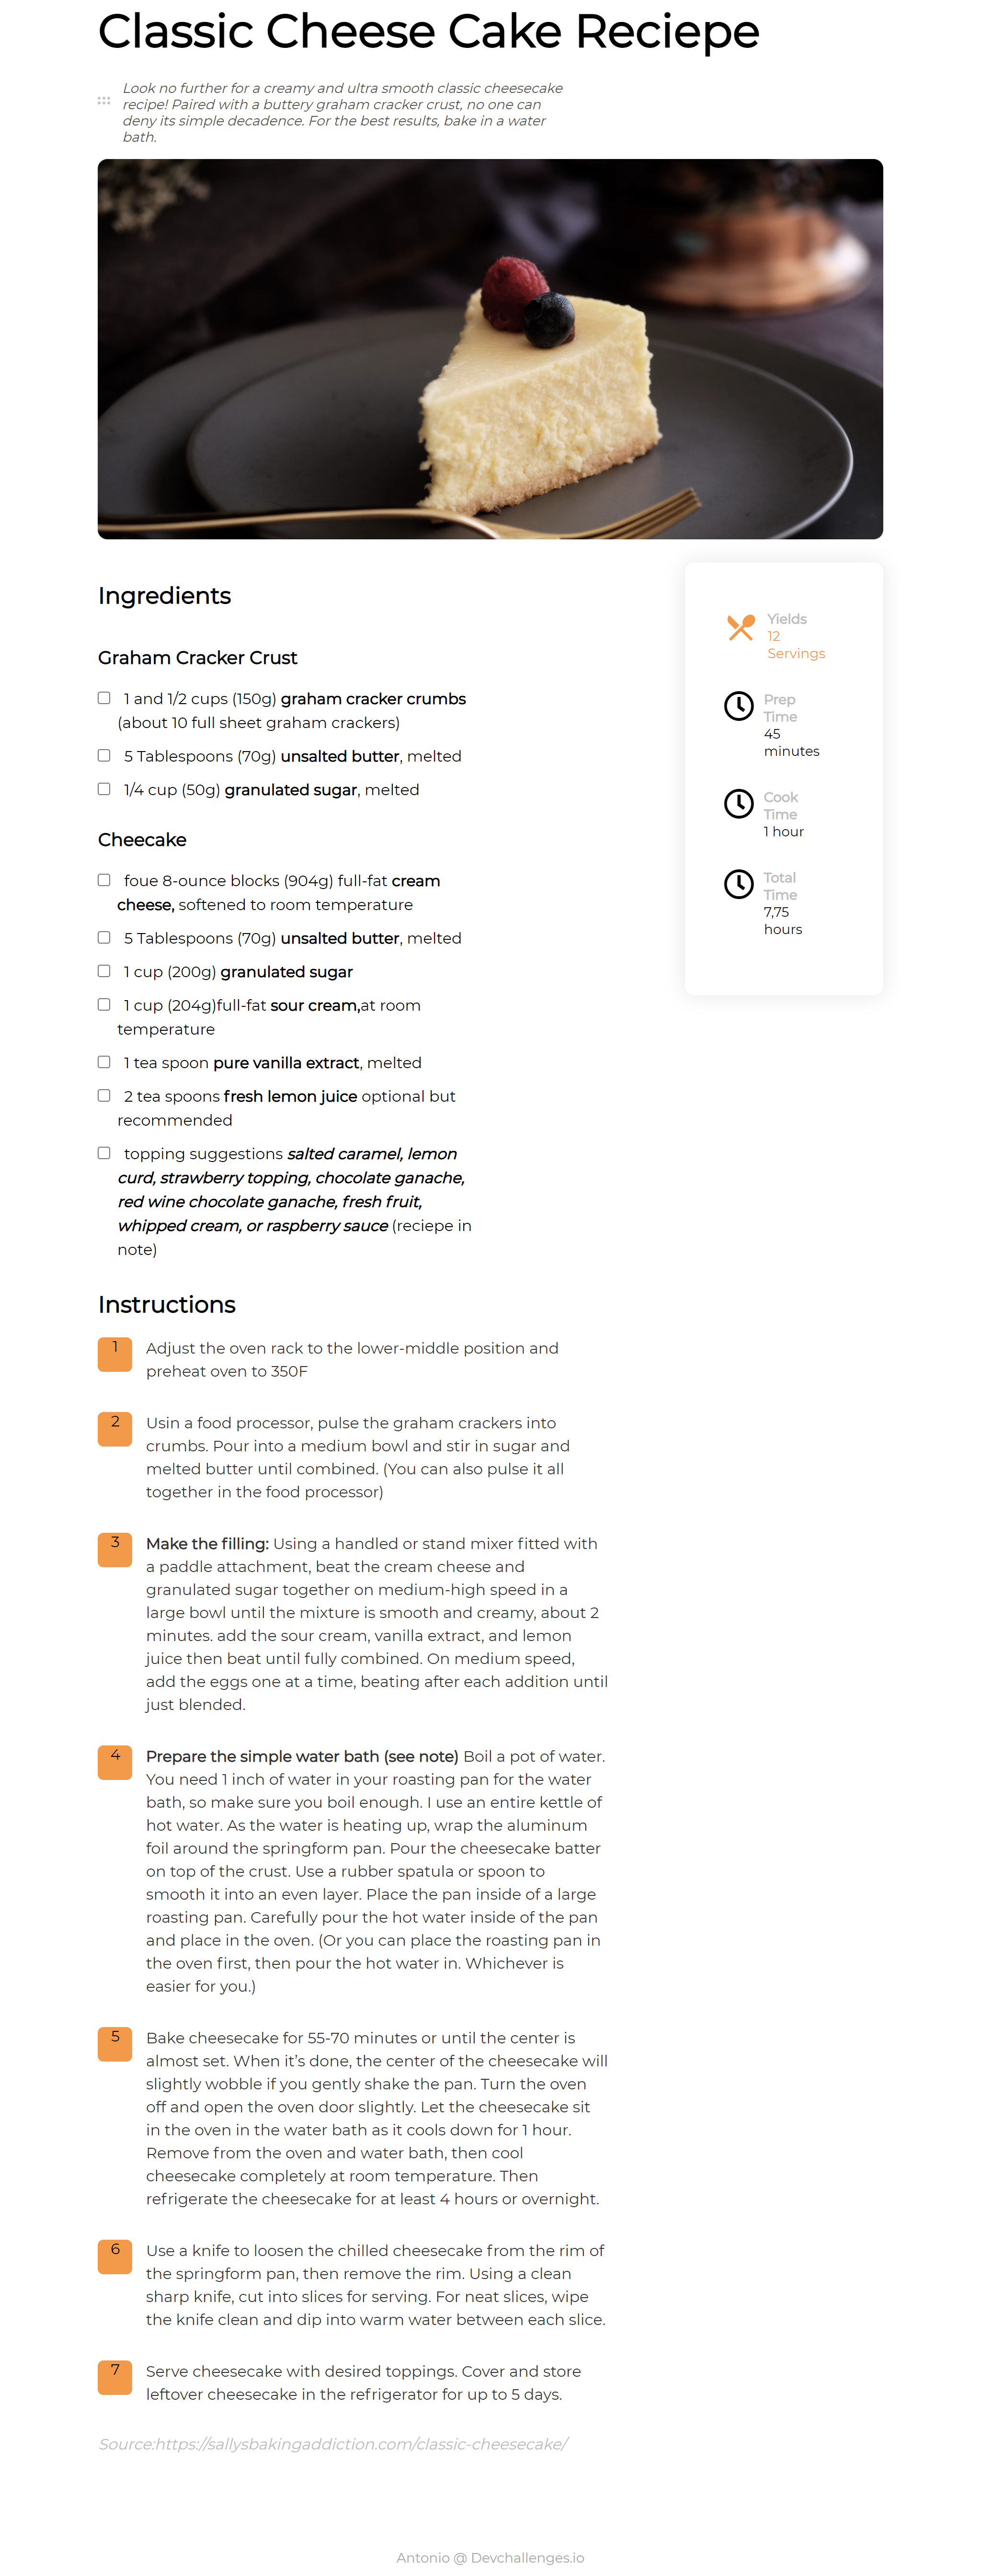 Classic Cheese Cake Reciepe
Look no further for a creamy and ultra smooth classic cheesecake
recipe! Paired with a buttery graham cracker crust, no one can
deny its simple decadence. For the best results, bake in a water
bath.
Ingredients
Graham Cracker Crust
1 and 1/2 cups (150g) graham cracker crumbs
(about 10 full sheet graham crackers)
5 Tablespoons (70g) unsalted butter, melted
1/4 cup (50g) granulated sugar, melted
Cheecake
foue 8-ounce blocks (904g) full-fat cream
cheese, softened to room temperature
5 Tablespoons (70g) unsalted butter, melted
1 cup (200g) granulated sugar
1 cup (204g)full-fat sour cream,at room
temperature
1 tea spoon pure vanilla extract, melted
2 tea spoons fresh lemon juice optional but
recommended
topping suggestions salted caramel, lemon
curd, strawberry topping, chocolate ganache,
red wine chocolate ganache, fresh fruit,
whipped cream, or raspberry sauce (reciepe in
note)
Yields
12
Servings
Prep
Time
45
minutes
Cook
Time
1 hour
Total
Time
7,75
hours
Instructions
1
Adjust the oven rack to the lower-middle position and
preheat oven to 350F
2
Usin a food processor, pulse the graham crackers into
crumbs. Pour into a medium bowl and stir in sugar and
melted butter until combined. (You can also pulse it all
together in the food processor)
3
Make the filling: Using a handled or stand mixer fitted with
a paddle attachment, beat the cream cheese and
granulated sugar together on medium-high speed in a
large bowl until the mixture is smooth and creamy, about 2
minutes. add the sour cream, vanilla extract, and lemon
juice then beat until fully combined. On medium speed,
add the eggs one at a time, beating after each addition until
just blended.
4
Prepare the simple water bath (see note) Boil a pot of water.
You need 1 inch of water in your roasting pan for the water
bath, so make sure you boil enough. I use an entire kettle of
hot water. As the water is heating up, wrap the aluminum
foil around the springform pan. Pour the cheesecake batter
on top of the crust. Use a rubber spatula or spoon to
smooth it into an even layer. Place the pan inside of a large
roasting pan. Carefully pour the hot water inside of the pan
and place in the oven. (Or you can place the roasting pan in
the oven first, then pour the hot water in. Whichever is
easier for you.)
5
Bake cheesecake for 55-70 minutes or until the center is
almost set. When it’s done, the center of the cheesecake will
slightly wobble if you gently shake the pan. Turn the oven
off and open the oven door slightly. Let the cheesecake sit
in the oven in the water bath as it cools down for 1 hour.
Remove from the oven and water bath, then cool
cheesecake completely at room temperature. Then
refrigerate the cheesecake for at least 4 hours or overnight.
6
Use a knife to loosen the chilled cheesecake from the rim of
the springform pan, then remove the rim. Using a clean
sharp knife, cut into slices for serving. For neat slices, wipe
the knife clean and dip into warm water between each slice.
7
Serve cheesecake with desired toppings. Cover and store
leftover cheesecake in the refrigerator for up to 5 days.
Source:https://sallysbakingaddiction.com/classic-cheesecake/
Antonio @ Devchallenges.io